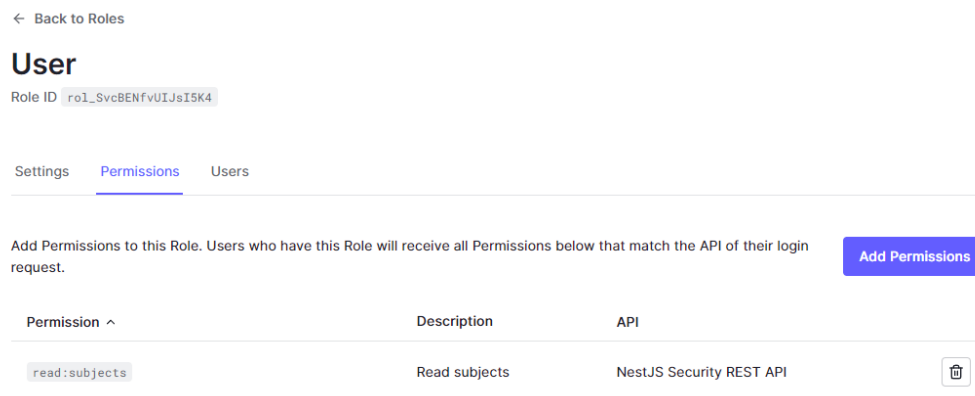 ← Back to Roles
User
Role ID rol_SvcBENfvUIJsI5K4
Settings Permissions Users
Add Permissions to this Role. Users who have this Role will receive all Permissions below that match the API of their login
request.
Add Permissions
Permission Description API
read:subjects Read subjects NestJS Security REST API